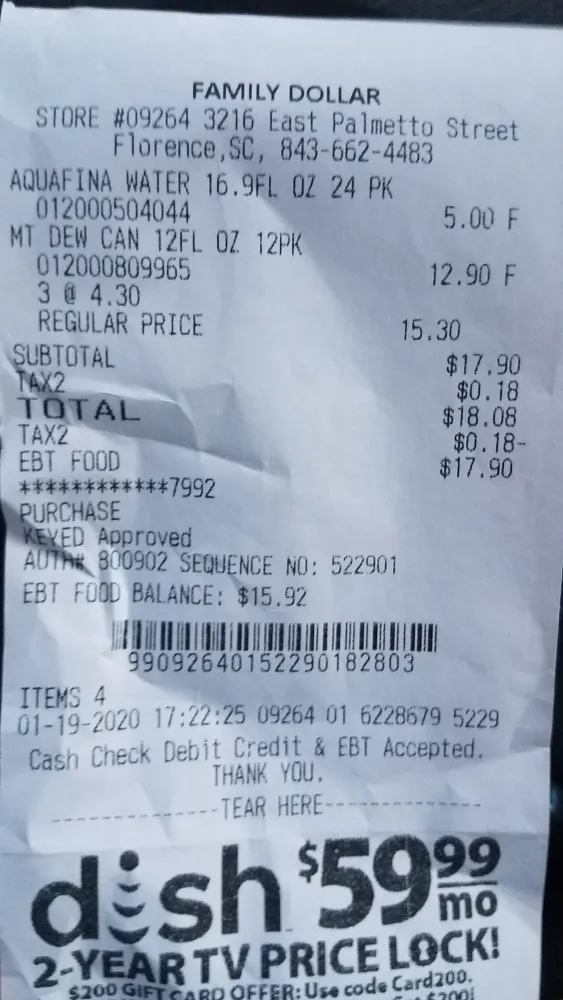 FAMILY DOLLAR
STORE #09264 3216 East Palmetto Street
Florence,SC, 843-662-4483
AQUAFINA WATER 16.9FL OZ 24 PK
012000504044 5.00 F
MT DEW CAN 12FL OZ 12PK
012000809965 12.90 F
3 @ 4.30
REGULAR PRICE 15.30
SUBTOTAL $17.90
TAX2 $0.18
TOTAL $18.08
TAX2 $0.18-
EBT FOOD $17.90
************7992
PURCHASE
KEYED Approved
AUTH# 800902 SEQUENCE NO: 522901
EBT FOOD BALANCE: $15.92
99092640152290182803
ITEMS 4
01-19-2020 17:22:25 09264 01 6228679 5229
Cash Check Debit Credit & EBT Accepted.
THANK YOU.
-------------TEAR HERE-------------
dish $59 99 mo
2-YEAR TV PRICE LOCK!
$200 GIFT CARD OFFER: Use code Card200.